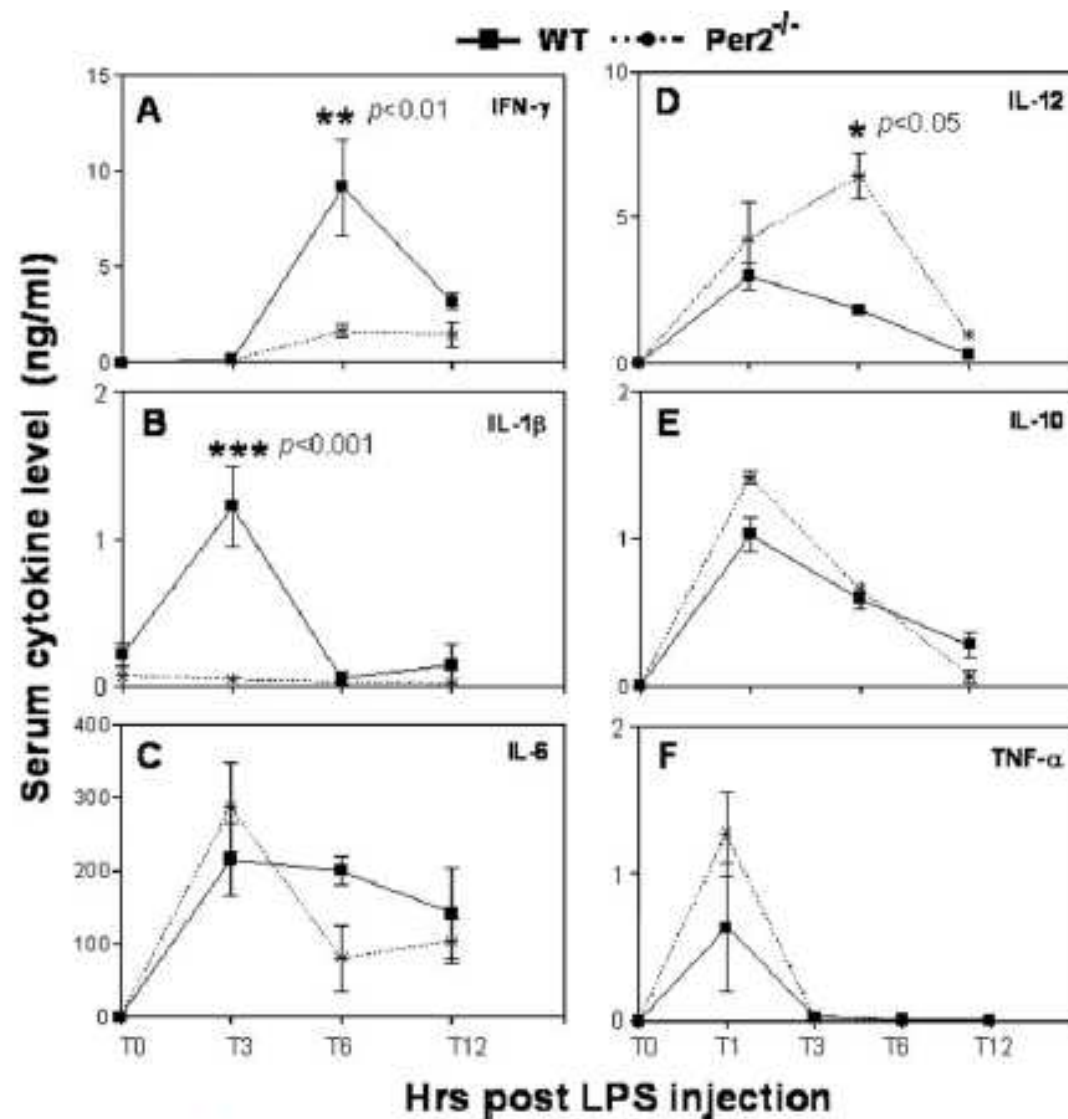 WT Per2-/-
A IFN-γ
** p<0.01
15
10
5
0
D IL-12
* p<0.05
10
5
0
B IL-1β
*** p<0.001
2
1
0
E IL-10
2
1
0
C IL-6
400
300
200
100
0
T0 T3 T6 T12
F TNF-α
2
1
0
T0 T1 T3 T6 T12
Serum cytokine level (ng/ml)
Hrs post LPS injection